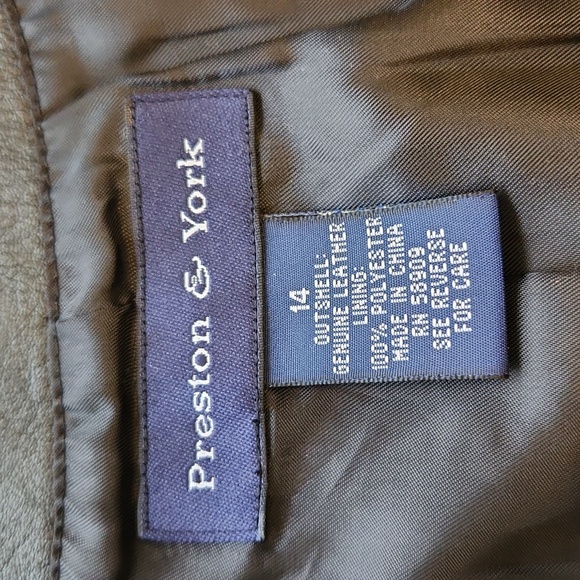 Preston & York
14
OUTSHELL:
GENUINE LEATHER
LINING:
100% POLYESTER
MADE IN CHINA
RN 58909
SEE REVERSE
FOR CARE